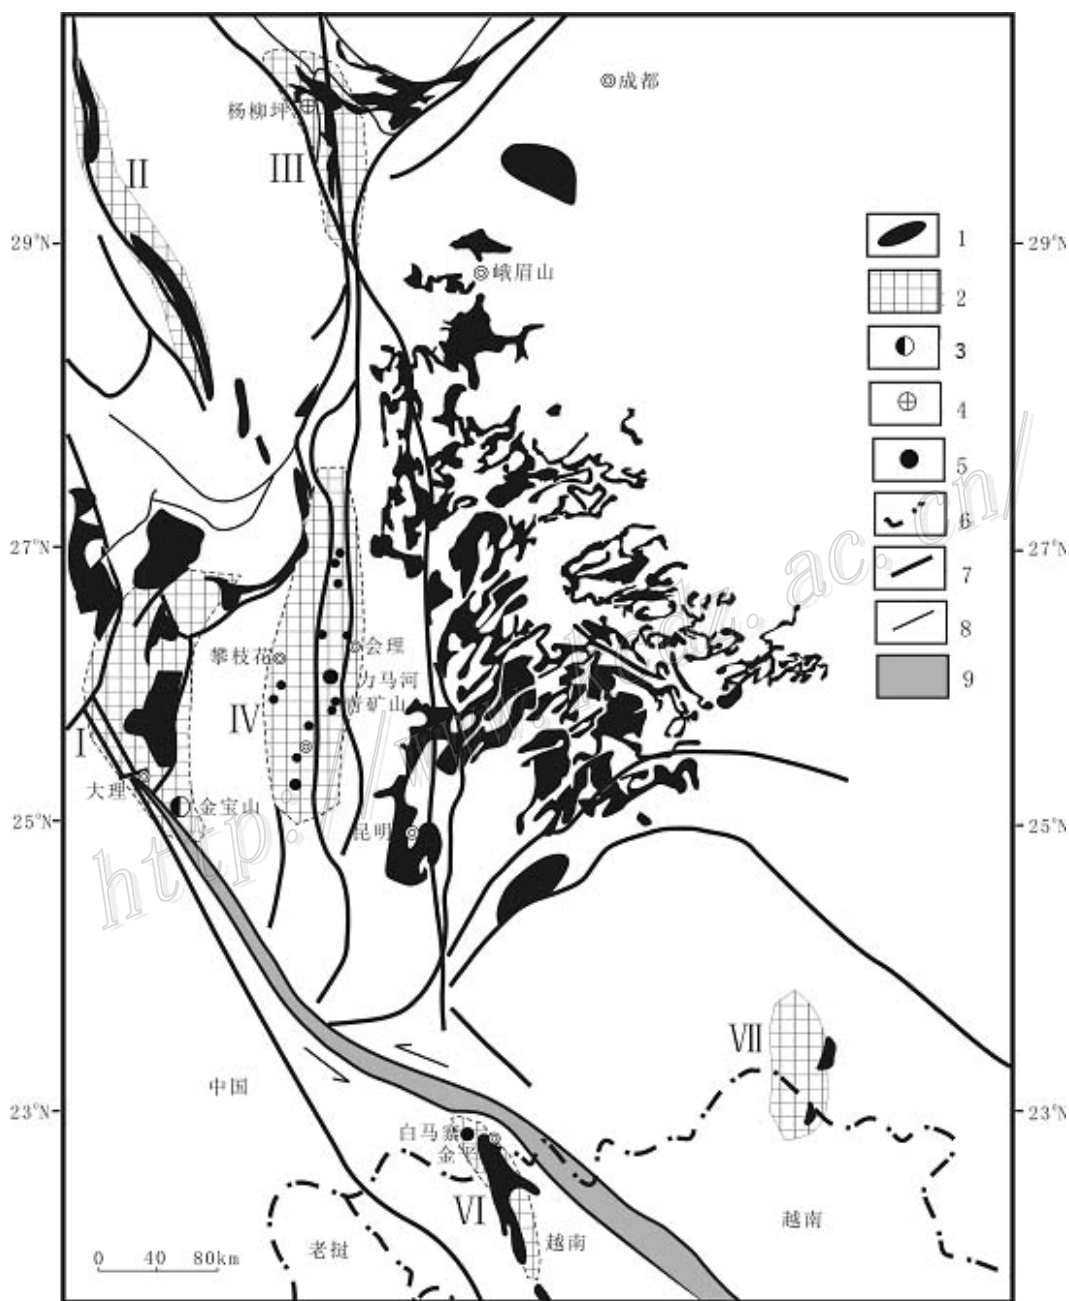 成都
杨柳坪
III
II
29°N
29°N
峨眉山
1
2
3
4
5
6
7
8
9
27°N
27°N
攀枝花
会理
力马河
青矿山
IV
I
大理
金宝山
昆明
25°N
25°N
http://www.
.ac.cn/
VII
中国
23°N
23°N
白马寨
金平
VI
越南
越南
老挝
0 40 80km